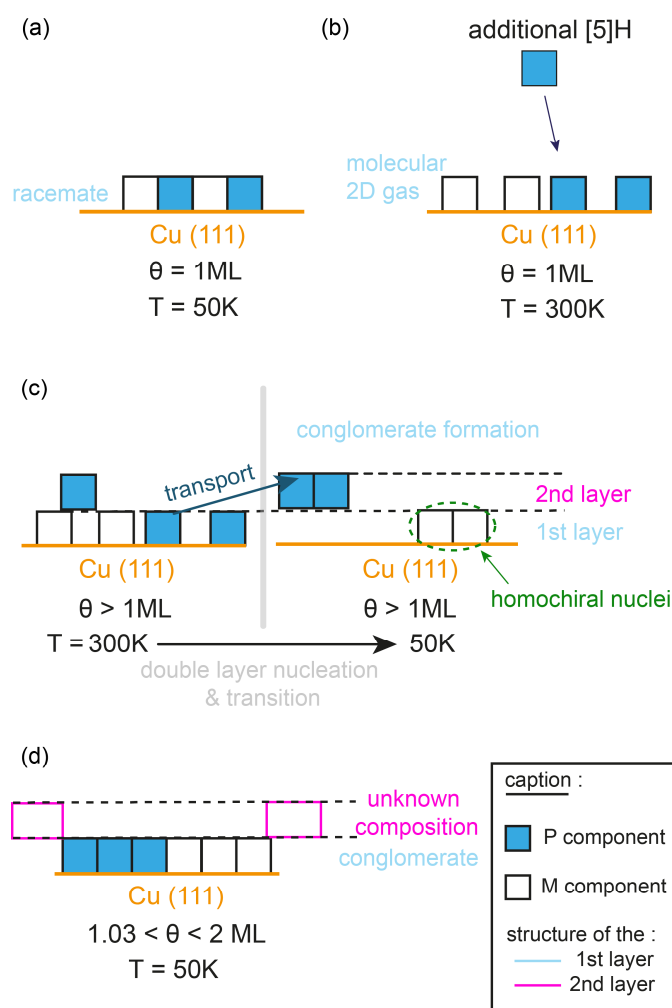 (a)
racemate
Cu (111)
θ = 1ML
T = 50K
(b)
additional [5]H
molecular
2D gas
Cu (111)
θ = 1ML
T = 300K
(c)
conglomerate formation
transport
2nd layer
1st layer
Cu (111)
Cu (111)
homochiral nuclei
θ > 1ML
θ > 1ML
T = 300K
50K
double layer nucleation
& transition
(d)
unknown
composition
conglomerate
Cu (111)
1.03 < θ < 2 ML
T = 50K
caption :
P component
M component
structure of the :
1st layer
2nd layer